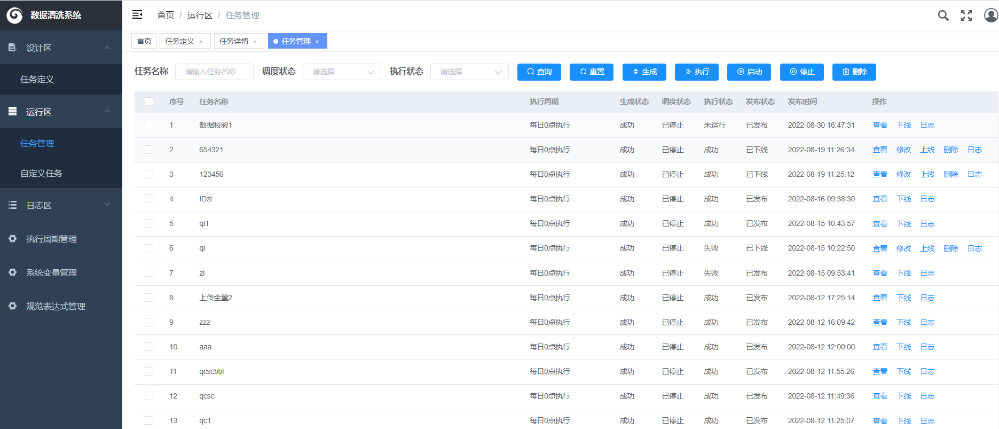 数据清洗系统
首页 / 运行区 / 任务管理
首页 任务定义 × 任务详情 × 任务管理 ×
设计区
任务定义
运行区
任务管理
自定义任务
日志区
执行周期管理
系统变量管理
规范表达式管理
任务名称 请输入任务名称 调度状态 请选择 执行状态 请选择 查询 重置 生成 执行 启动 停止 删除
序号 任务名称 执行周期 生成状态 调度状态 执行状态 发布状态 发布时间 操作
1 数据校验1 每日0点执行 成功 已停止 未运行 已发布 2022-08-30 16:47:31 查看 下线 日志
2 654321 每日0点执行 成功 已停止 成功 已下线 2022-08-19 11:26:34 查看 修改 上线 删除 日志
3 123456 每日0点执行 成功 已停止 成功 已下线 2022-08-19 11:25:12 查看 修改 上线 删除 日志
4 IDzl 每日0点执行 成功 已停止 成功 已发布 2022-08-16 09:38:30 查看 下线 日志
5 ql1 每日0点执行 成功 已停止 成功 已发布 2022-08-15 10:43:57 查看 下线 日志
6 ql 每日0点执行 成功 已停止 失败 已下线 2022-08-15 10:22:50 查看 修改 上线 删除 日志
7 zl 每日0点执行 成功 已停止 失败 已发布 2022-08-15 09:53:41 查看 下线 日志
8 上传全量2 每日0点执行 成功 已停止 成功 已发布 2022-08-12 17:25:14 查看 下线 日志
9 zzz 每日0点执行 成功 已停止 成功 已发布 2022-08-12 16:09:42 查看 下线 日志
10 aaa 每日0点执行 成功 已停止 成功 已发布 2022-08-12 12:00:00 查看 下线 日志
11 qcscbbl 每日0点执行 成功 已停止 成功 已发布 2022-08-12 11:55:26 查看 下线 日志
12 qcsc 每日0点执行 成功 已停止 成功 已发布 2022-08-12 11:49:36 查看 下线 日志
13 qc1 每日0点执行 成功 已停止 成功 已发布 2022-08-12 11:25:07 查看 下线 日志